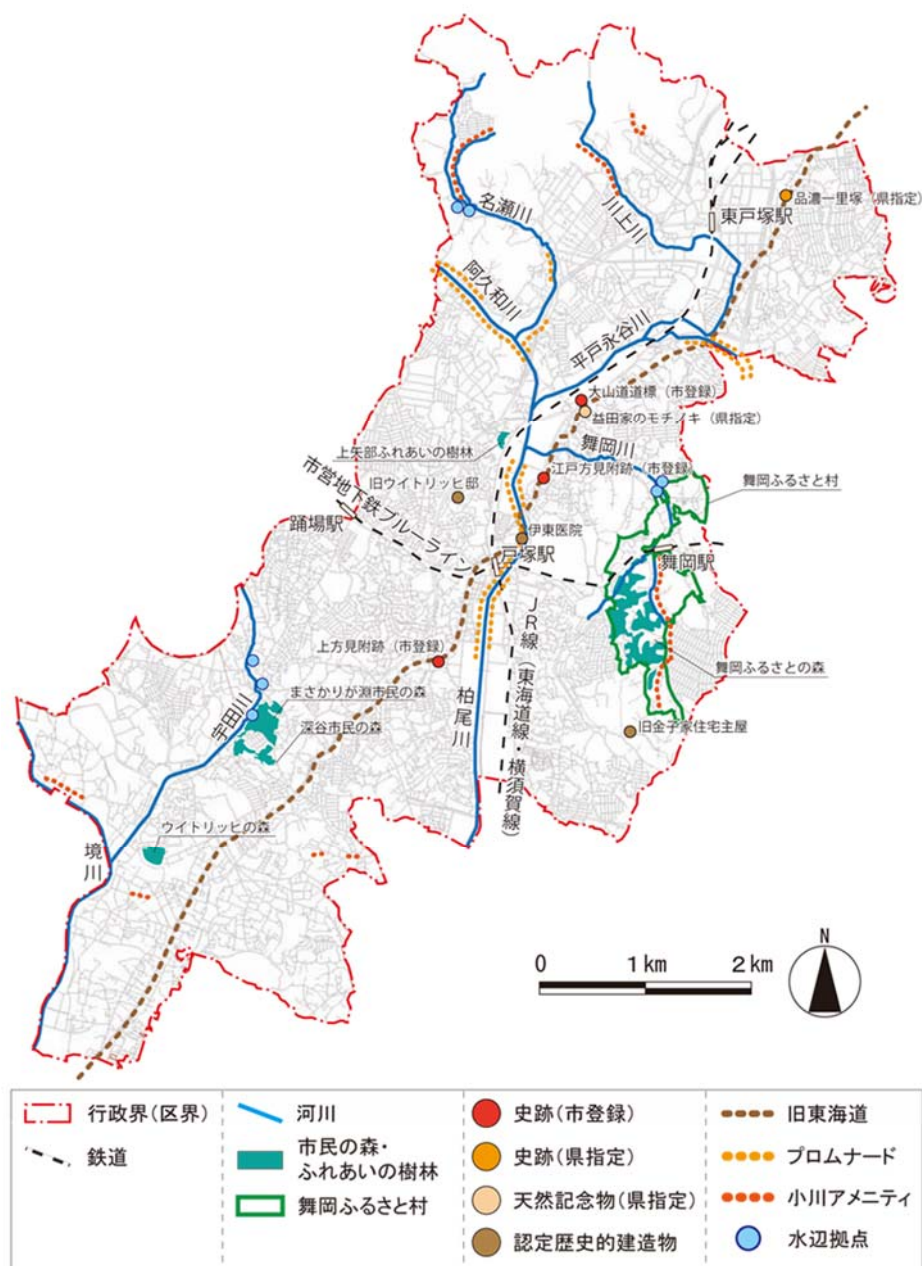 品濃一里塚（県指定）
東戸塚駅
名瀬川
川上川
阿久和川
平戸永谷川
大山道道標（市登録）
益田家のモチノキ（県指定）
舞岡川
上矢部ふれあいの樹林
江戸方見附跡（市登録）
舞岡ふるさと村
市営地下鉄ブルーライン
旧ウイトリッヒ邸
踊場駅
伊東医院
戸塚駅
舞岡駅
JR線（東海道線・横須賀線）
上方見附跡（市登録）
舞岡ふるさとの森
まさかりが淵市民の森
柏尾川
宇田川
深谷市民の森
旧金子家住宅主屋
ウイトリッヒの森
境川
0 1km 2km
N
行政界（区界）
鉄道
河川
市民の森・
ふれあいの樹林
舞岡ふるさと村
史跡（市登録）
史跡（県指定）
天然記念物（県指定）
認定歴史的建造物
旧東海道
プロムナード
小川アメニティ
水辺拠点